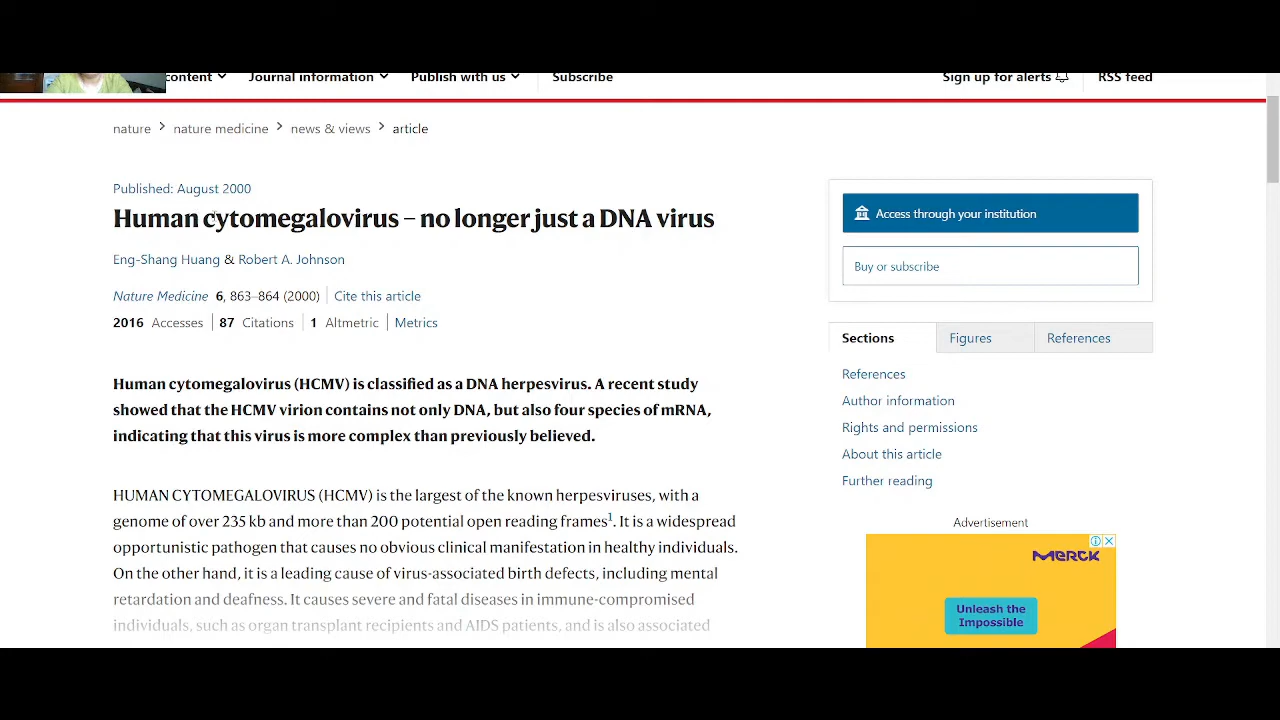 content
Journal information
Publish with us
Subscribe
Sign up for alerts
RSS feed
nature > nature medicine > news & views > article
Published: August 2000
Human cytomegalovirus – no longer just a DNA virus
Eng-Shang Huang & Robert A. Johnson
Nature Medicine 6, 863–864 (2000) Cite this article
2016 Accesses 87 Citations 1 Altmetric Metrics
Human cytomegalovirus (HCMV) is classified as a DNA herpesvirus. A recent study
showed that the HCMV virion contains not only DNA, but also four species of mRNA,
indicating that this virus is more complex than previously believed.
HUMAN CYTOMEGALOVIRUS (HCMV) is the largest of the known herpesviruses, with a
genome of over 235 kb and more than 200 potential open reading frames1. It is a widespread
opportunistic pathogen that causes no obvious clinical manifestation in healthy individuals.
On the other hand, it is a leading cause of virus-associated birth defects, including mental
retardation and deafness. It causes severe and fatal diseases in immune-compromised
individuals, such as organ transplant recipients and AIDS patients, and is also associated
Access through your institution
Buy or subscribe
Sections
Figures
References
References
Author information
Rights and permissions
About this article
Further reading
Advertisement
MERCK
Unleash the
Impossible